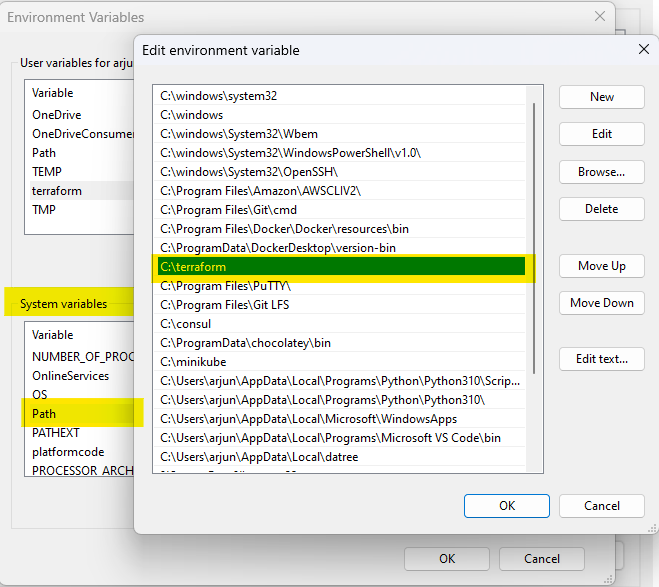 Environment Variables
Edit environment variable
User variables for arju
Variable
OneDrive
OneDriveConsumer
Path
TEMP
terraform
TMP
System variables
Variable
NUMBER_OF_PROC
OnlineServices
OS
Path
PATHEXT
platformcode
PROCESSOR_ARCH
C:\windows\system32
C:\windows
C:\windows\System32\Wbem
C:\windows\System32\WindowsPowerShell\v1.0\
C:\windows\System32\OpenSSH\
C:\Program Files\Amazon\AWSCLIV2\
C:\Program Files\Git\cmd
C:\Program Files\Docker\Docker\resources\bin
C:\ProgramData\DockerDesktop\version-bin
C:\terraform
C:\Program Files\PuTTY\
C:\Program Files\Git LFS
C:\consul
C:\ProgramData\chocolatey\bin
C:\minikube
C:\Users\arjun\AppData\Local\Programs\Python\Python310\Scrip...
C:\Users\arjun\AppData\Local\Programs\Python\Python310\
C:\Users\arjun\AppData\Local\Microsoft\WindowsApps
C:\Users\arjun\AppData\Local\Programs\Microsoft VS Code\bin
C:\Users\arjun\AppData\Local\datree
New
Edit
Browse...
Delete
Move Up
Move Down
Edit text...
OK
Cancel
OK
Cancel